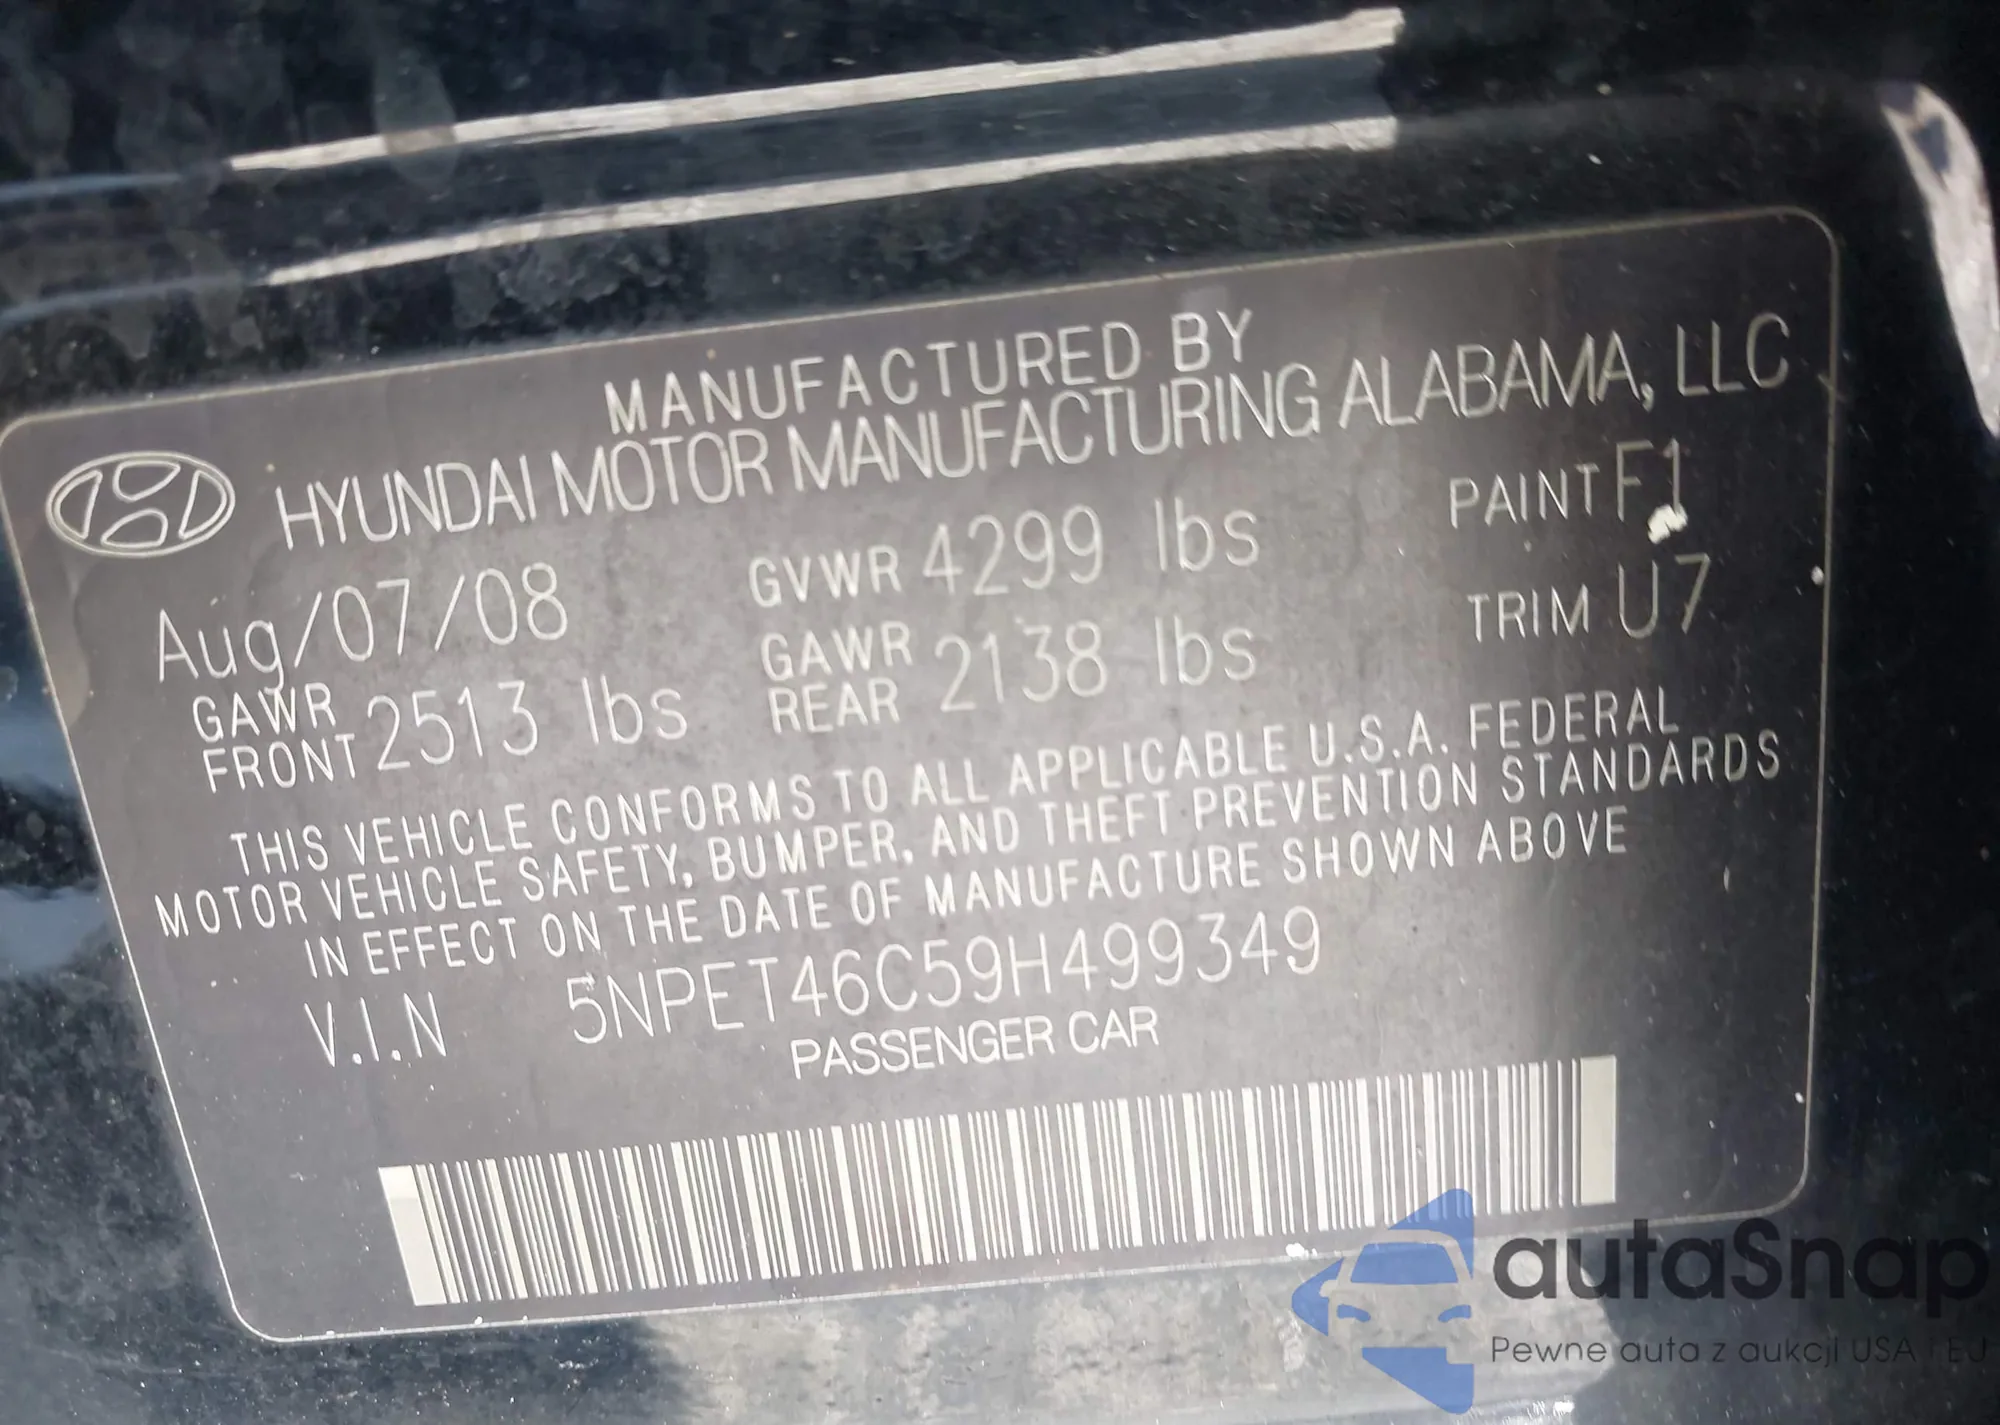 MANUFACTURED BY
HYUNDAI MOTOR MANUFACTURING ALABAMA, LLC
Aug/07/08 GVWR 4299 lbs PAINT F1
GAWR FRONT 2513 lbs GAWR REAR 2138 lbs TRIM U7
THIS VEHICLE CONFORMS TO ALL APPLICABLE U.S.A. FEDERAL
MOTOR VEHICLE SAFETY, BUMPER, AND THEFT PREVENTION STANDARDS
IN EFFECT ON THE DATE OF MANUFACTURE SHOWN ABOVE
V.I.N 5NPET46C59H499349
PASSENGER CAR
autaSnap
Pewne auta z aukcji USA i EU